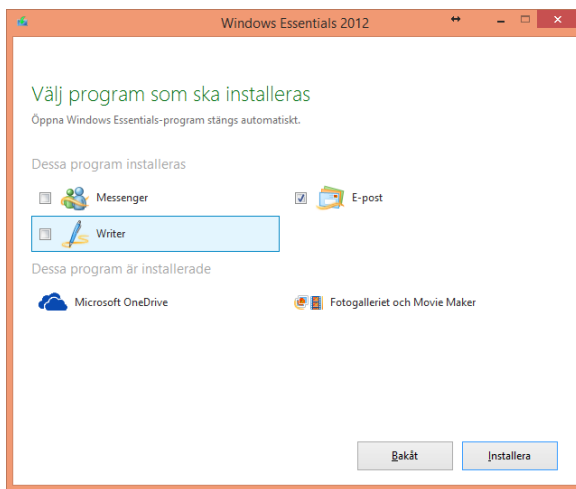 Windows Essentials 2012
Välj program som ska installeras
Öppna Windows Essentials-program stängs automatiskt.
Dessa program installeras
Messenger
E-post
Writer
Dessa program är installerade
Microsoft OneDrive
Fotogalleriet och Movie Maker
Bakåt
Installera